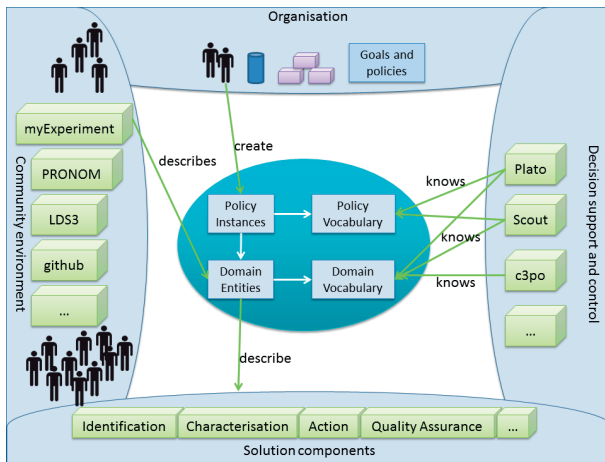 Organisation
Goals and
policies
myExperiment
PRONOM
LDS3
github
...
Community environment
describes
create
Policy
Instances
Policy
Vocabulary
Domain
Entities
Domain
Vocabulary
knows
knows
knows
Plato
Scout
c3po
...
Decision support and control
describe
Identification
Characterisation
Action
Quality Assurance
...
Solution components